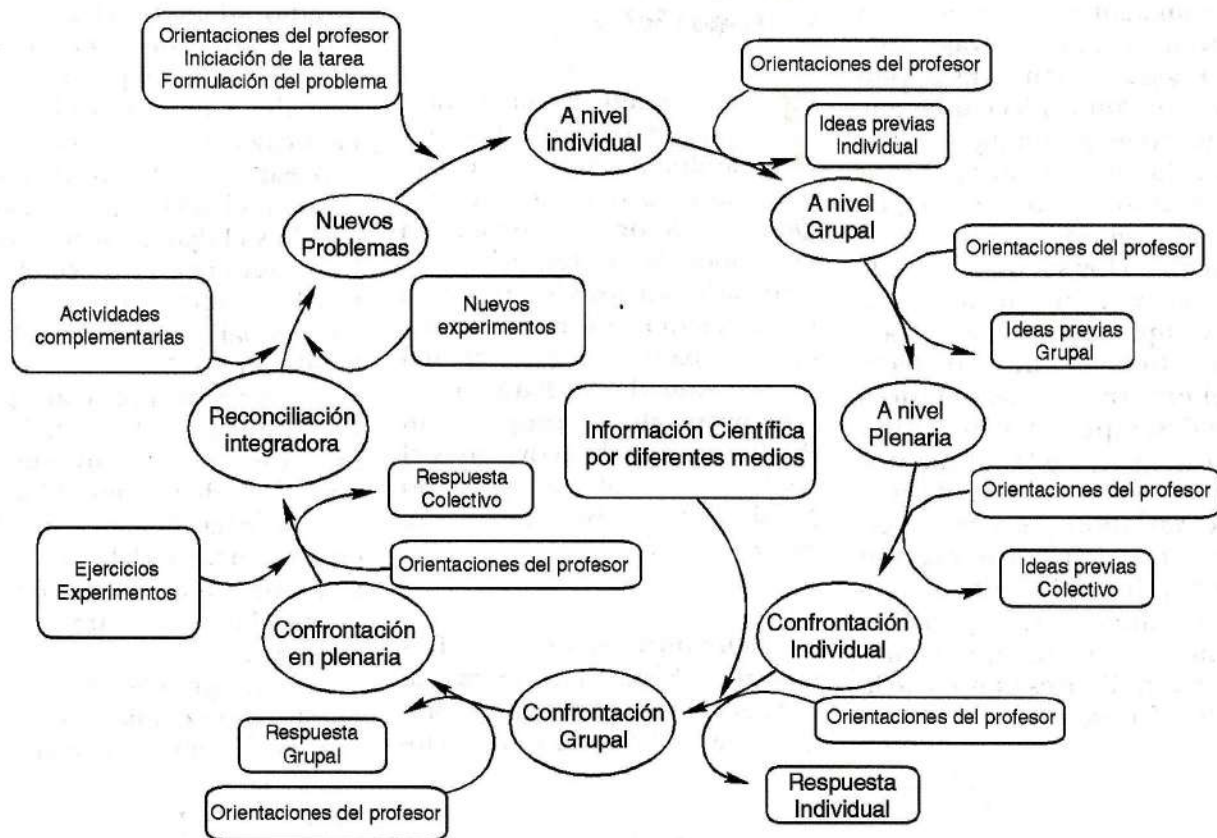 Orientaciones del profesor
Iniciación de la tarea
Formulación del problema
A nivel
individual
Orientaciones del profesor
Ideas previas
Individual
A nivel
Grupal
Orientaciones del profesor
Ideas previas
Grupal
A nivel
Plenaria
Orientaciones del profesor
Ideas previas
Colectivo
Confrontación
Individual
Orientaciones del profesor
Respuesta
Individual
Información Científica
por diferentes medios
Confrontación
Grupal
Orientaciones del profesor
Respuesta
Grupal
Confrontación
en plenaria
Orientaciones del profesor
Respuesta
Colectivo
Ejercicios
Experimentos
Reconciliación
integradora
Actividades
complementarias
Nuevos
experimentos
Nuevos
Problemas